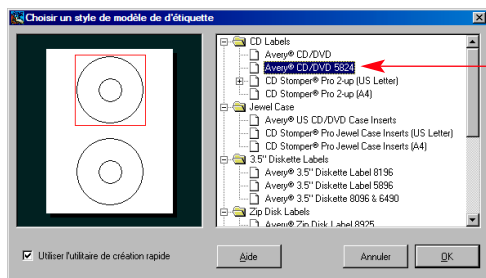 Choisir un style de modèle de d'étiquette
CD Labels
Avery® CD/DVD
Avery® CD/DVD 5824
CD Stomper® Pro 2-up (US Letter)
CD Stomper® Pro 2-up (A4)
Jewel Case
Avery® US CD/DVD Case Inserts
CD Stomper® Pro Jewel Case Inserts (US Letter)
CD Stomper® Pro Jewel Case Inserts (A4)
3.5" Diskette Labels
Avery® 3.5" Diskette Label 8196
Avery® 3.5" Diskette Label 5896
Avery® 3.5" Diskette 8096 & 6490
Zip Disk Labels
Avery® Zip Disk Label 8925
Utiliser l'utilitaire de création rapide
Aide
Annuler
OK